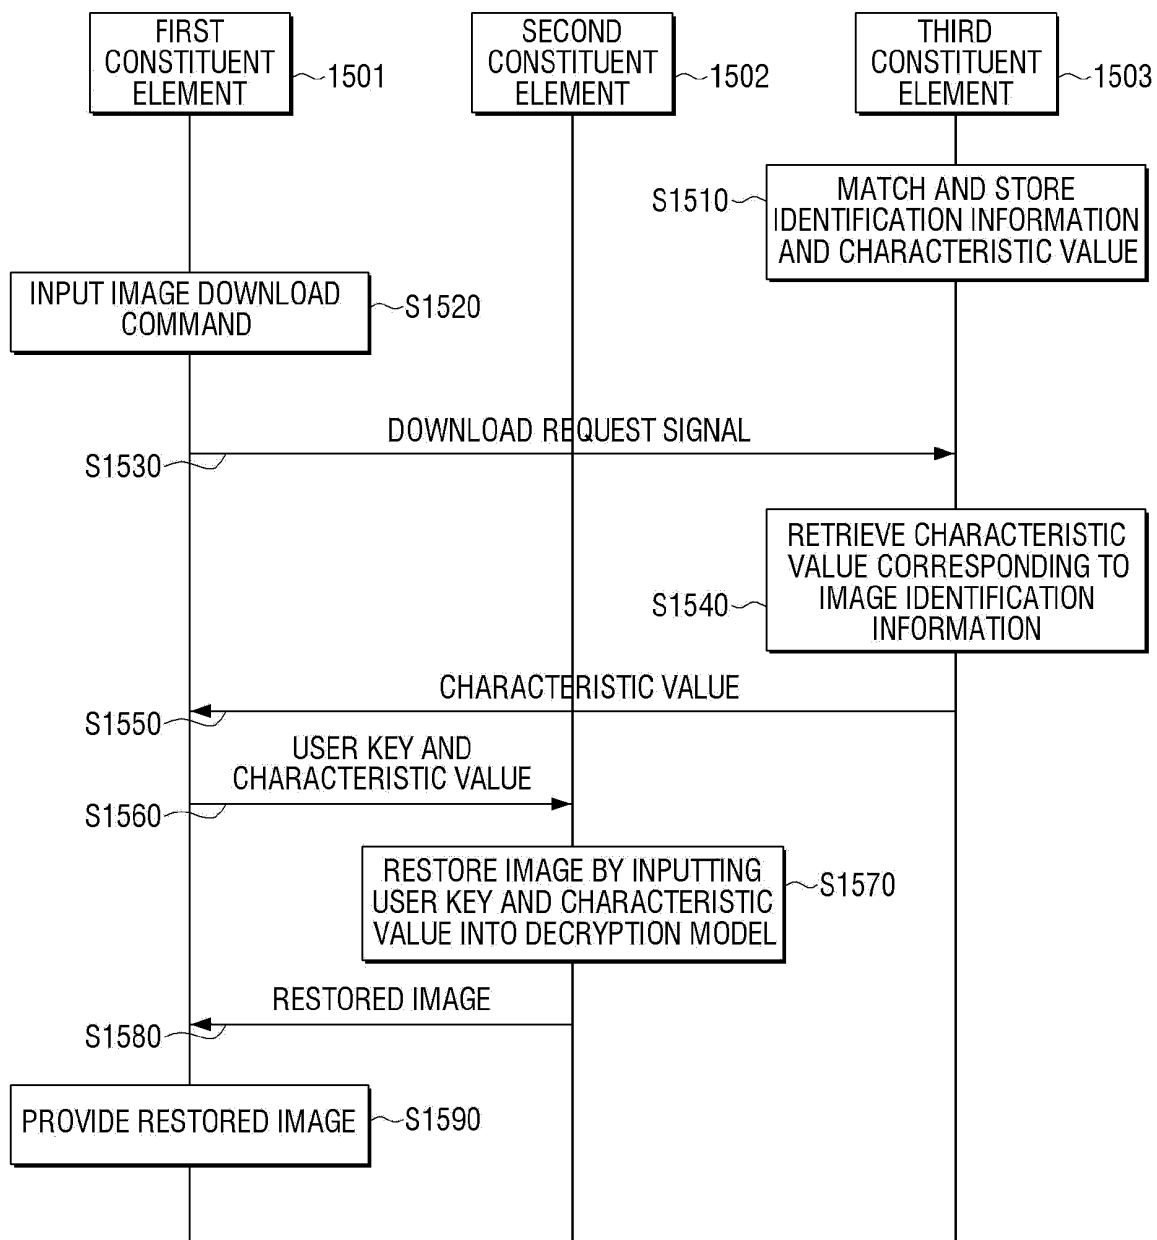 FIRST
CONSTITUENT
ELEMENT
1501
SECOND
CONSTITUENT
ELEMENT
1502
THIRD
CONSTITUENT
ELEMENT
1503
S1510
MATCH AND STORE
IDENTIFICATION INFORMATION
AND CHARACTERISTIC VALUE
INPUT IMAGE DOWNLOAD
COMMAND
S1520
DOWNLOAD REQUEST SIGNAL
S1530
RETRIEVE CHARACTERISTIC
VALUE CORRESPONDING TO
IMAGE IDENTIFICATION
INFORMATION
S1540
CHARACTERISTIC VALUE
S1550
USER KEY AND
CHARACTERISTIC VALUE
S1560
RESTORE IMAGE BY INPUTTING
USER KEY AND CHARACTERISTIC
VALUE INTO DECRYPTION MODEL
S1570
RESTORED IMAGE
S1580
PROVIDE RESTORED IMAGE
S1590